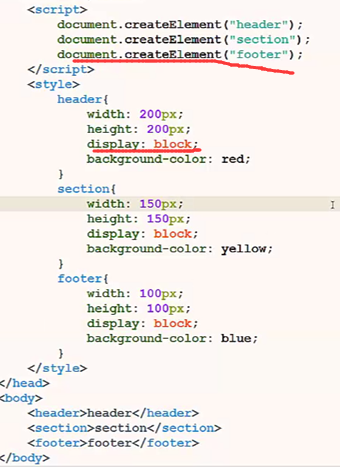 <script>
document.createElement("header");
document.createElement("section");
document.createElement("footer");
</script>
<style>
header{
width: 200px;
height: 200px;
display: block;
background-color: red;
}
section{
width: 150px;
height: 150px;
display: block;
background-color: yellow;
}
footer{
width: 100px;
height: 100px;
display: block;
background-color: blue;
}
</style>
</head>
<body>
<header>header</header>
<section>section</section>
<footer>footer</footer>
</body>